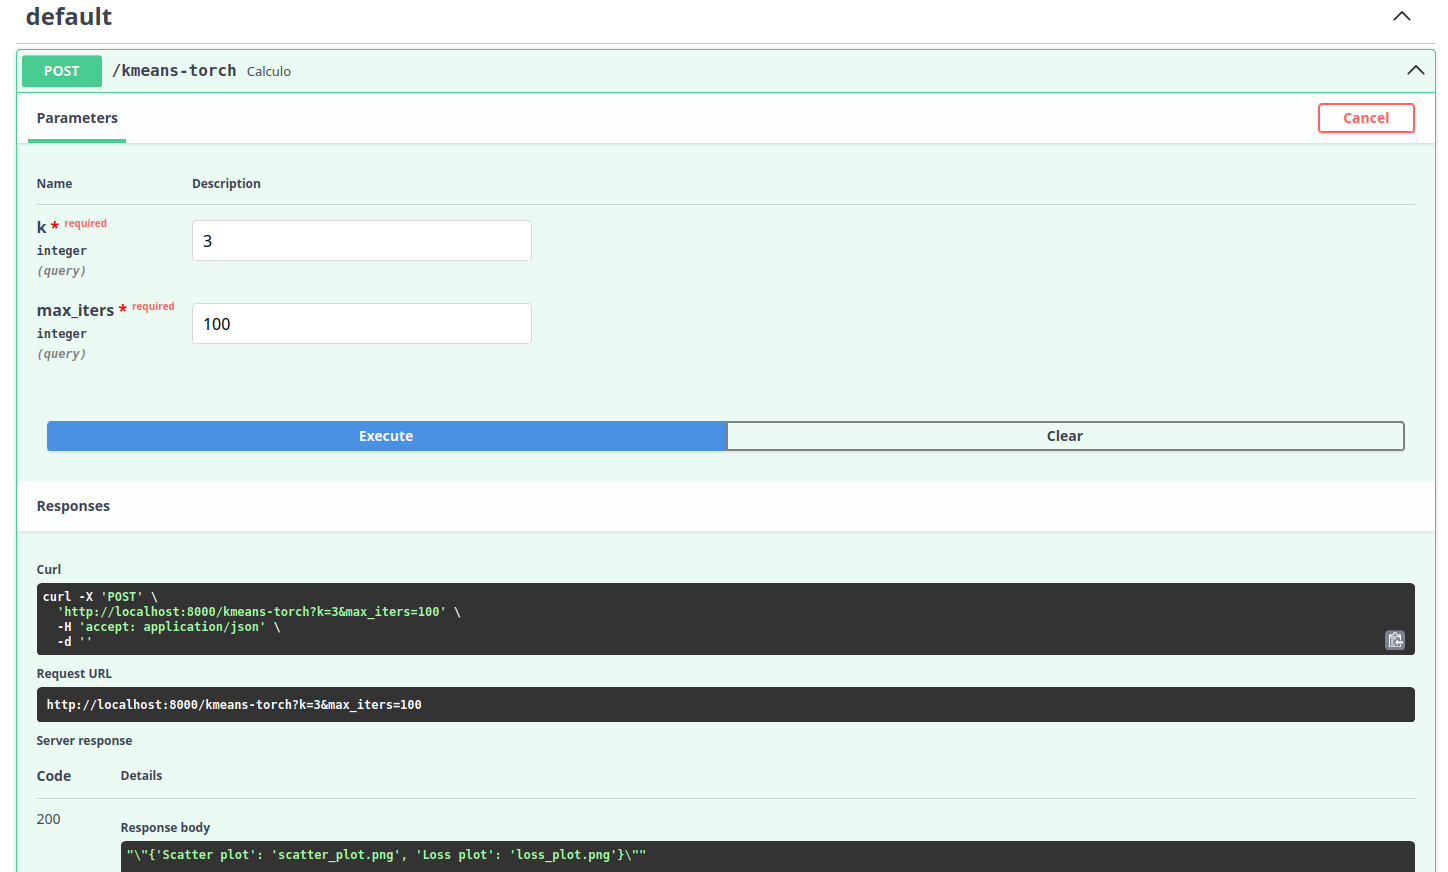 default
POST /kmeans-torch Calculo
Parameters
Cancel
Name Description
k * required
integer
(query)
3
max_iters * required
integer
(query)
100
Execute Clear
Responses
Curl
curl -X 'POST' \
  'http://localhost:8000/kmeans-torch?k=3&max_iters=100' \
  -H 'accept: application/json' \
  -d ''
Request URL
http://localhost:8000/kmeans-torch?k=3&max_iters=100
Server response
Code Details
200
Response body
"\"{'Scatter plot': 'scatter_plot.png', 'Loss plot': 'loss_plot.png'}\""